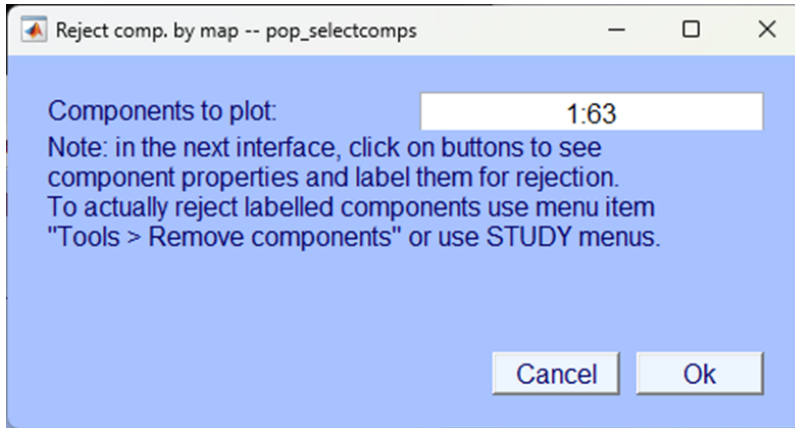 Reject comp. by map -- pop_selectcomps
Components to plot: 1:63
Note: in the next interface, click on buttons to see
component properties and label them for rejection.
To actually reject labelled components use menu item
"Tools > Remove components" or use STUDY menus.
Cancel Ok